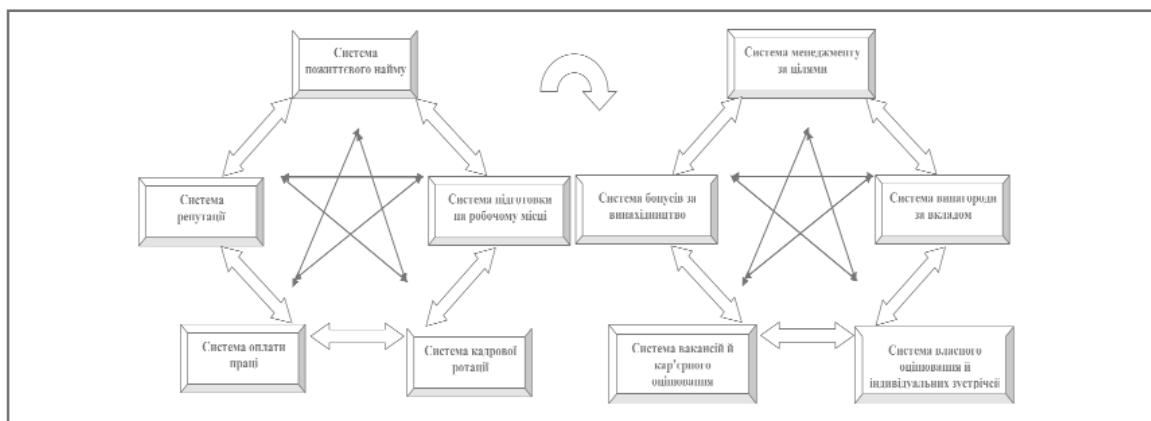 Система
пожиттєвого найму
Система менеджменту
за цілями
Система
репутації
Система підготовки
на робочому місці
Система бонусів за
винахідництво
Система винагороди
за вкладом
Система оплати
праці
Система кадрової
ротації
Система вакансій й
кар’єрного
оцінювання
Система власного
оцінювання й
індивідуальних зустрічей